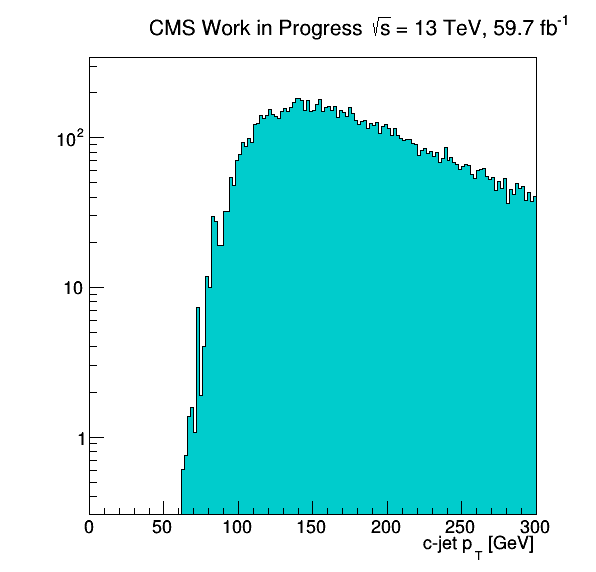 CMS Work in Progress √s = 13 TeV, 59.7 fb⁻¹
10²
10
1
0 50 100 150 200 250 300
c-jet p_T [GeV]